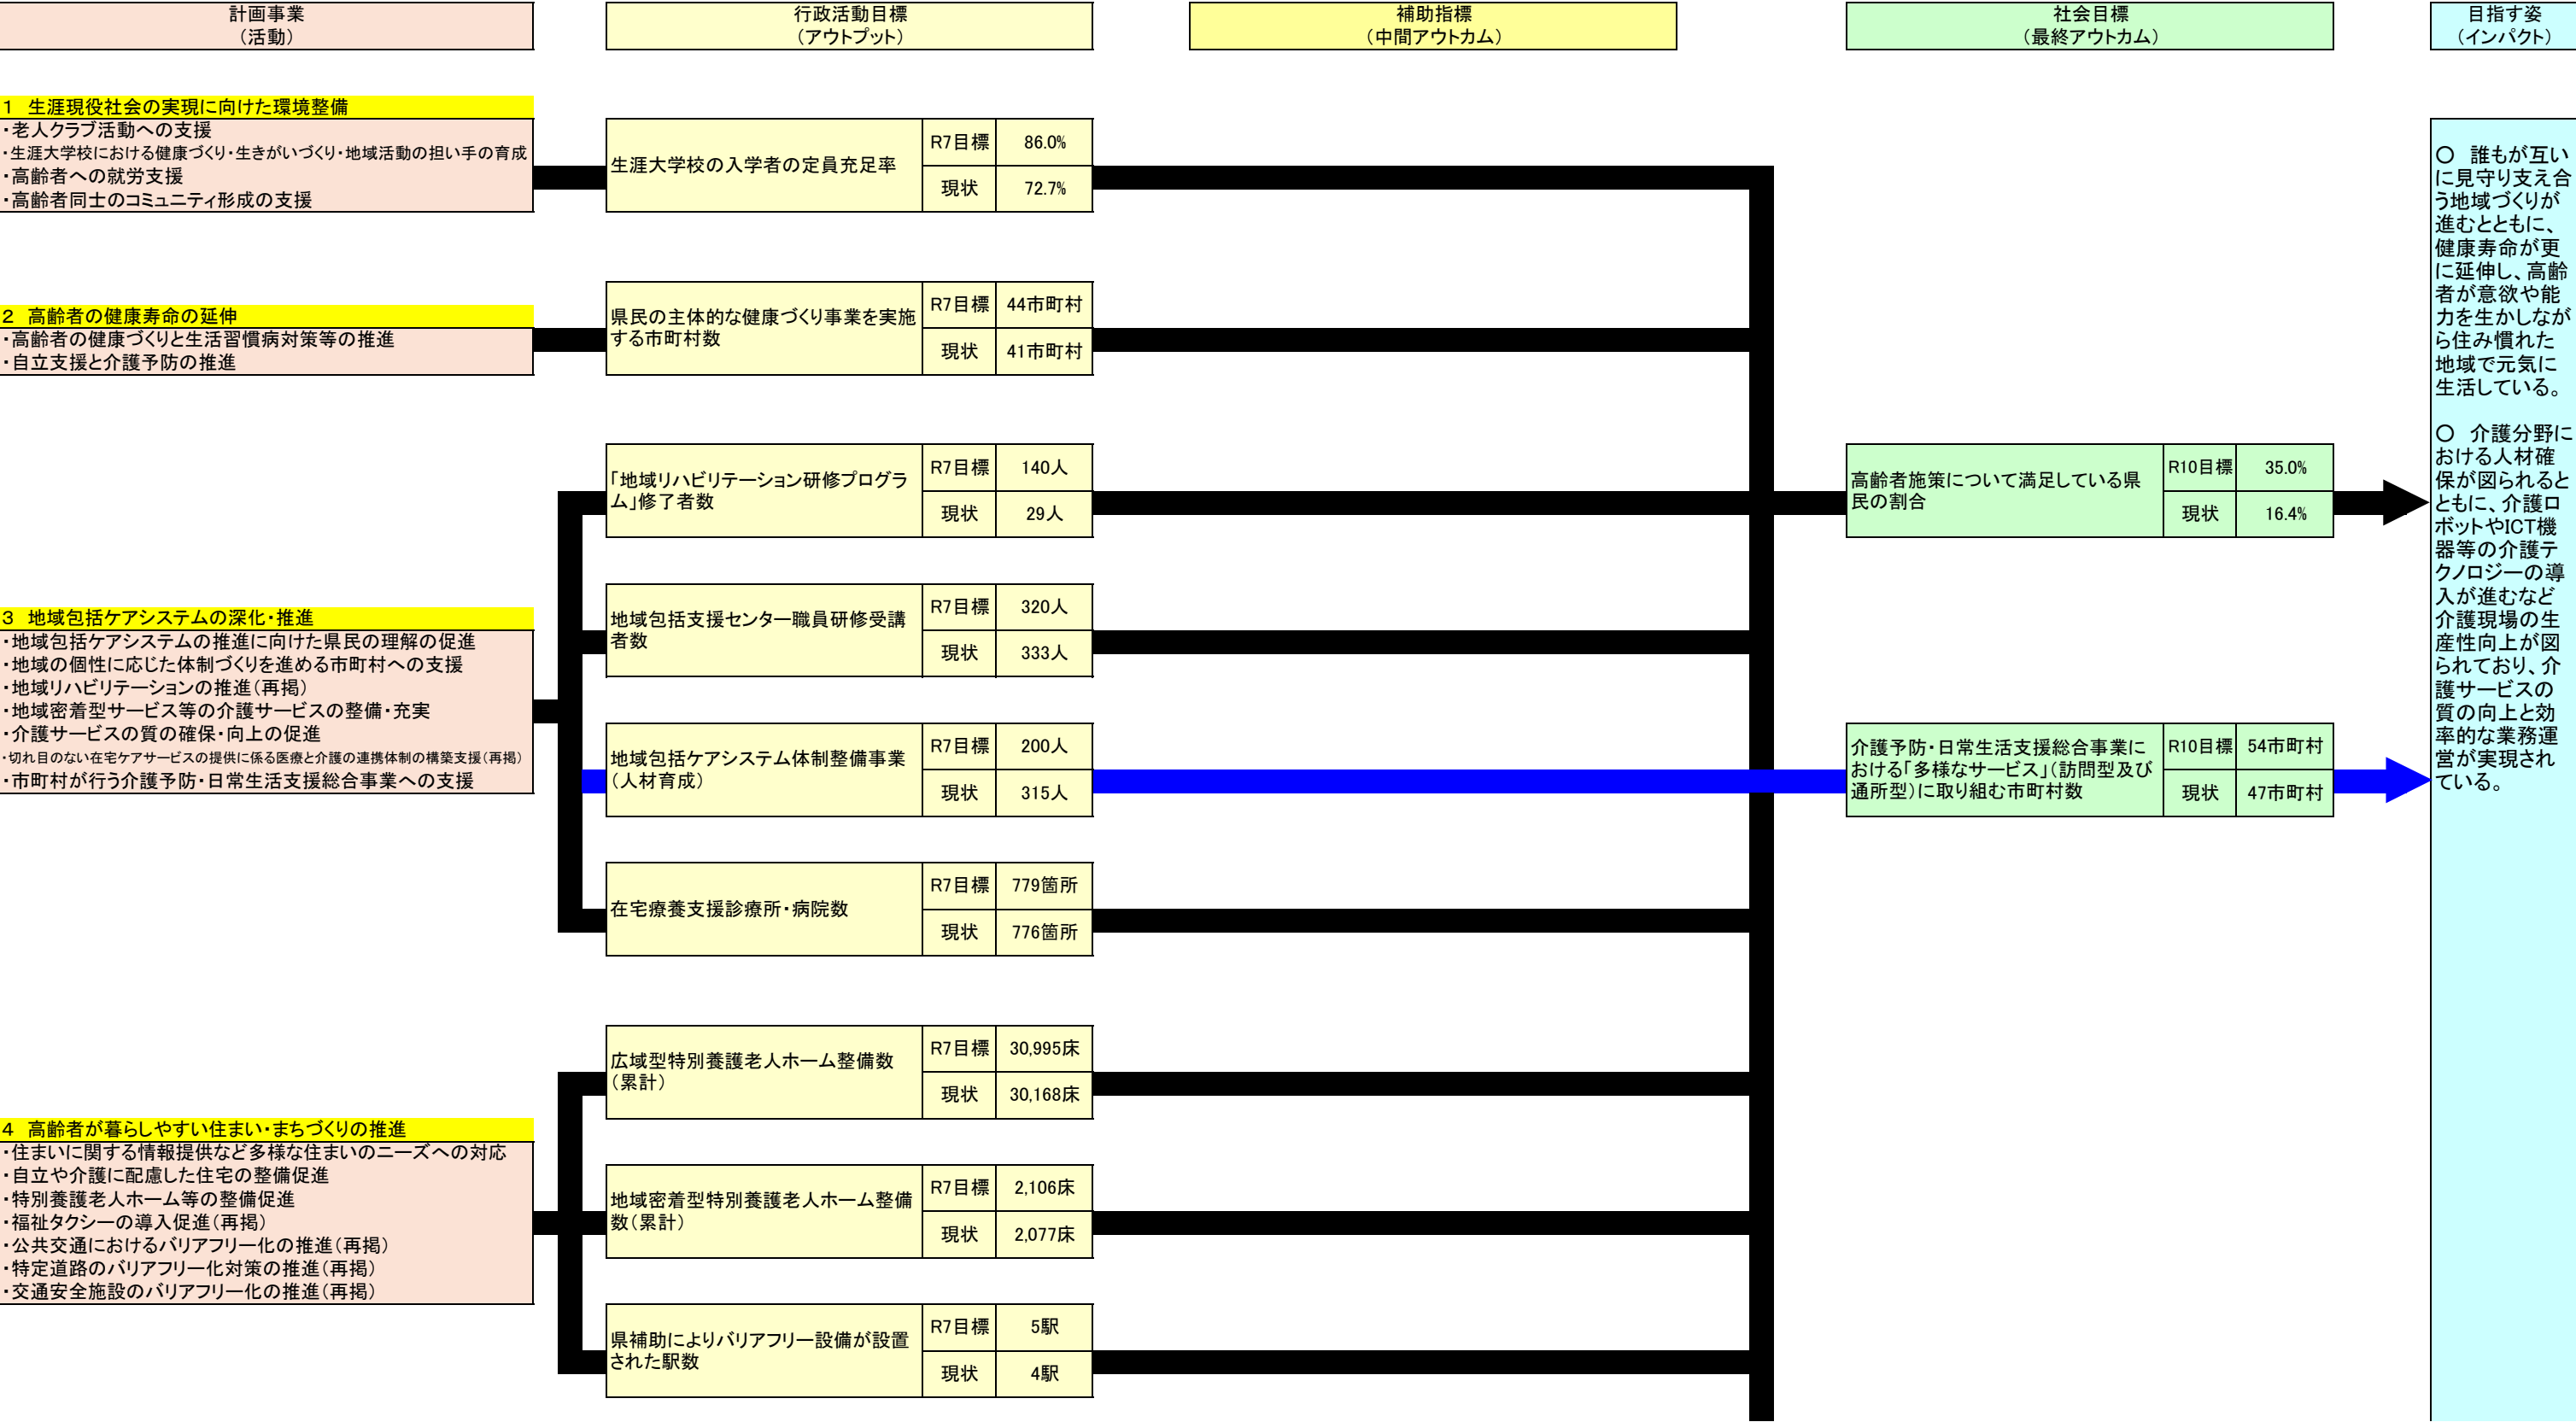 計画事業
（活動）
行政活動目標
（アウトプット）
補助指標
（中間アウトカム）
社会目標
（最終アウトカム）
目指す姿
（インパクト）
1　生涯現役社会の実現に向けた環境整備
・老人クラブ活動への支援
・生涯大学校における健康づくり・生きがいづくり・地域活動の担い手の育成
・高齢者への就労支援
・高齢者同士のコミュニティ形成の支援
生涯大学校の入学者の定員充足率
R7目標
86.0%
現状
72.7%
2　高齢者の健康寿命の延伸
・高齢者の健康づくりと生活習慣病対策等の推進
・自立支援と介護予防の推進
県民の主体的な健康づくり事業を実施
する市町村数
R7目標
44市町村
現状
41市町村
3　地域包括ケアシステムの深化・推進
・地域包括ケアシステムの推進に向けた県民の理解の促進
・地域の個性に応じた体制づくりを進める市町村への支援
・地域リハビリテーションの推進（再掲）
・地域密着型サービス等の介護サービスの整備・充実
・介護サービスの質の確保・向上の促進
・切れ目のない在宅ケアサービスの提供に係る医療と介護の連携体制の構築支援（再掲）
・市町村が行う介護予防・日常生活支援総合事業への支援
「地域リハビリテーション研修プログラ
ム」修了者数
R7目標
140人
現状
29人
地域包括支援センター職員研修受講
者数
R7目標
320人
現状
333人
地域包括ケアシステム体制整備事業
（人材育成）
R7目標
200人
現状
315人
在宅療養支援診療所・病院数
R7目標
779箇所
現状
776箇所
4　高齢者が暮らしやすい住まい・まちづくりの推進
・住まいに関する情報提供など多様な住まいのニーズへの対応
・自立や介護に配慮した住宅の整備促進
・特別養護老人ホーム等の整備促進
・福祉タクシーの導入促進（再掲）
・公共交通におけるバリアフリー化の推進（再掲）
・特定道路のバリアフリー化対策の推進（再掲）
・交通安全施設のバリアフリー化の推進（再掲）
広域型特別養護老人ホーム整備数
（累計）
R7目標
30,995床
現状
30,168床
地域密着型特別養護老人ホーム整備
数（累計）
R7目標
2,106床
現状
2,077床
県補助によりバリアフリー設備が設置
された駅数
R7目標
5駅
現状
4駅
高齢者施策について満足している県
民の割合
R10目標
35.0%
現状
16.4%
介護予防・日常生活支援総合事業に
おける「多様なサービス」（訪問型及び
通所型）に取り組む市町村数
R10目標
54市町村
現状
47市町村
○　誰もが互い
に見守り支え合
う地域づくりが
進むとともに、
健康寿命が更
に延伸し、高齢
者が意欲や能
力を生かしなが
ら住み慣れた
地域で元気に
生活している。
○　介護分野に
おける人材確
保が図られると
ともに、介護ロ
ボットやICT機
器等の介護テ
クノロジーの導
入が進むなど
介護現場の生
産性向上が図
られており、介
護サービスの
質の向上と効
率的な業務運
営が実現され
ている。